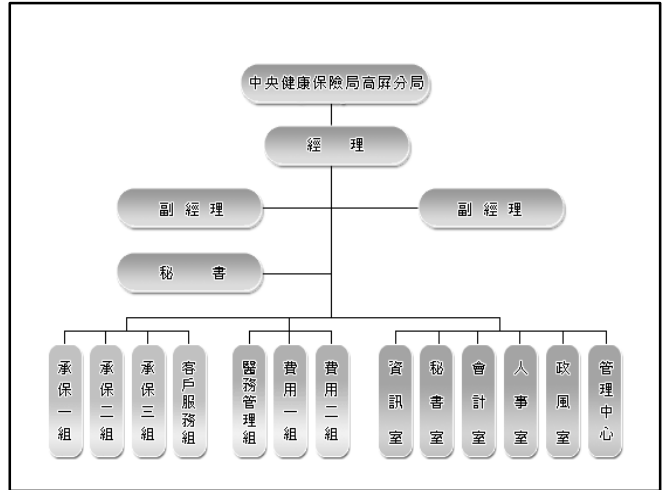 中央健康保險局高屏分局
經 理
副經理
副經理
秘 書
承保一組
承保二組
承保三組
客戶服務組
醫務管理組
費用一組
費用二組
資訊室
秘書室
會計室
人事室
政風室
管理中心